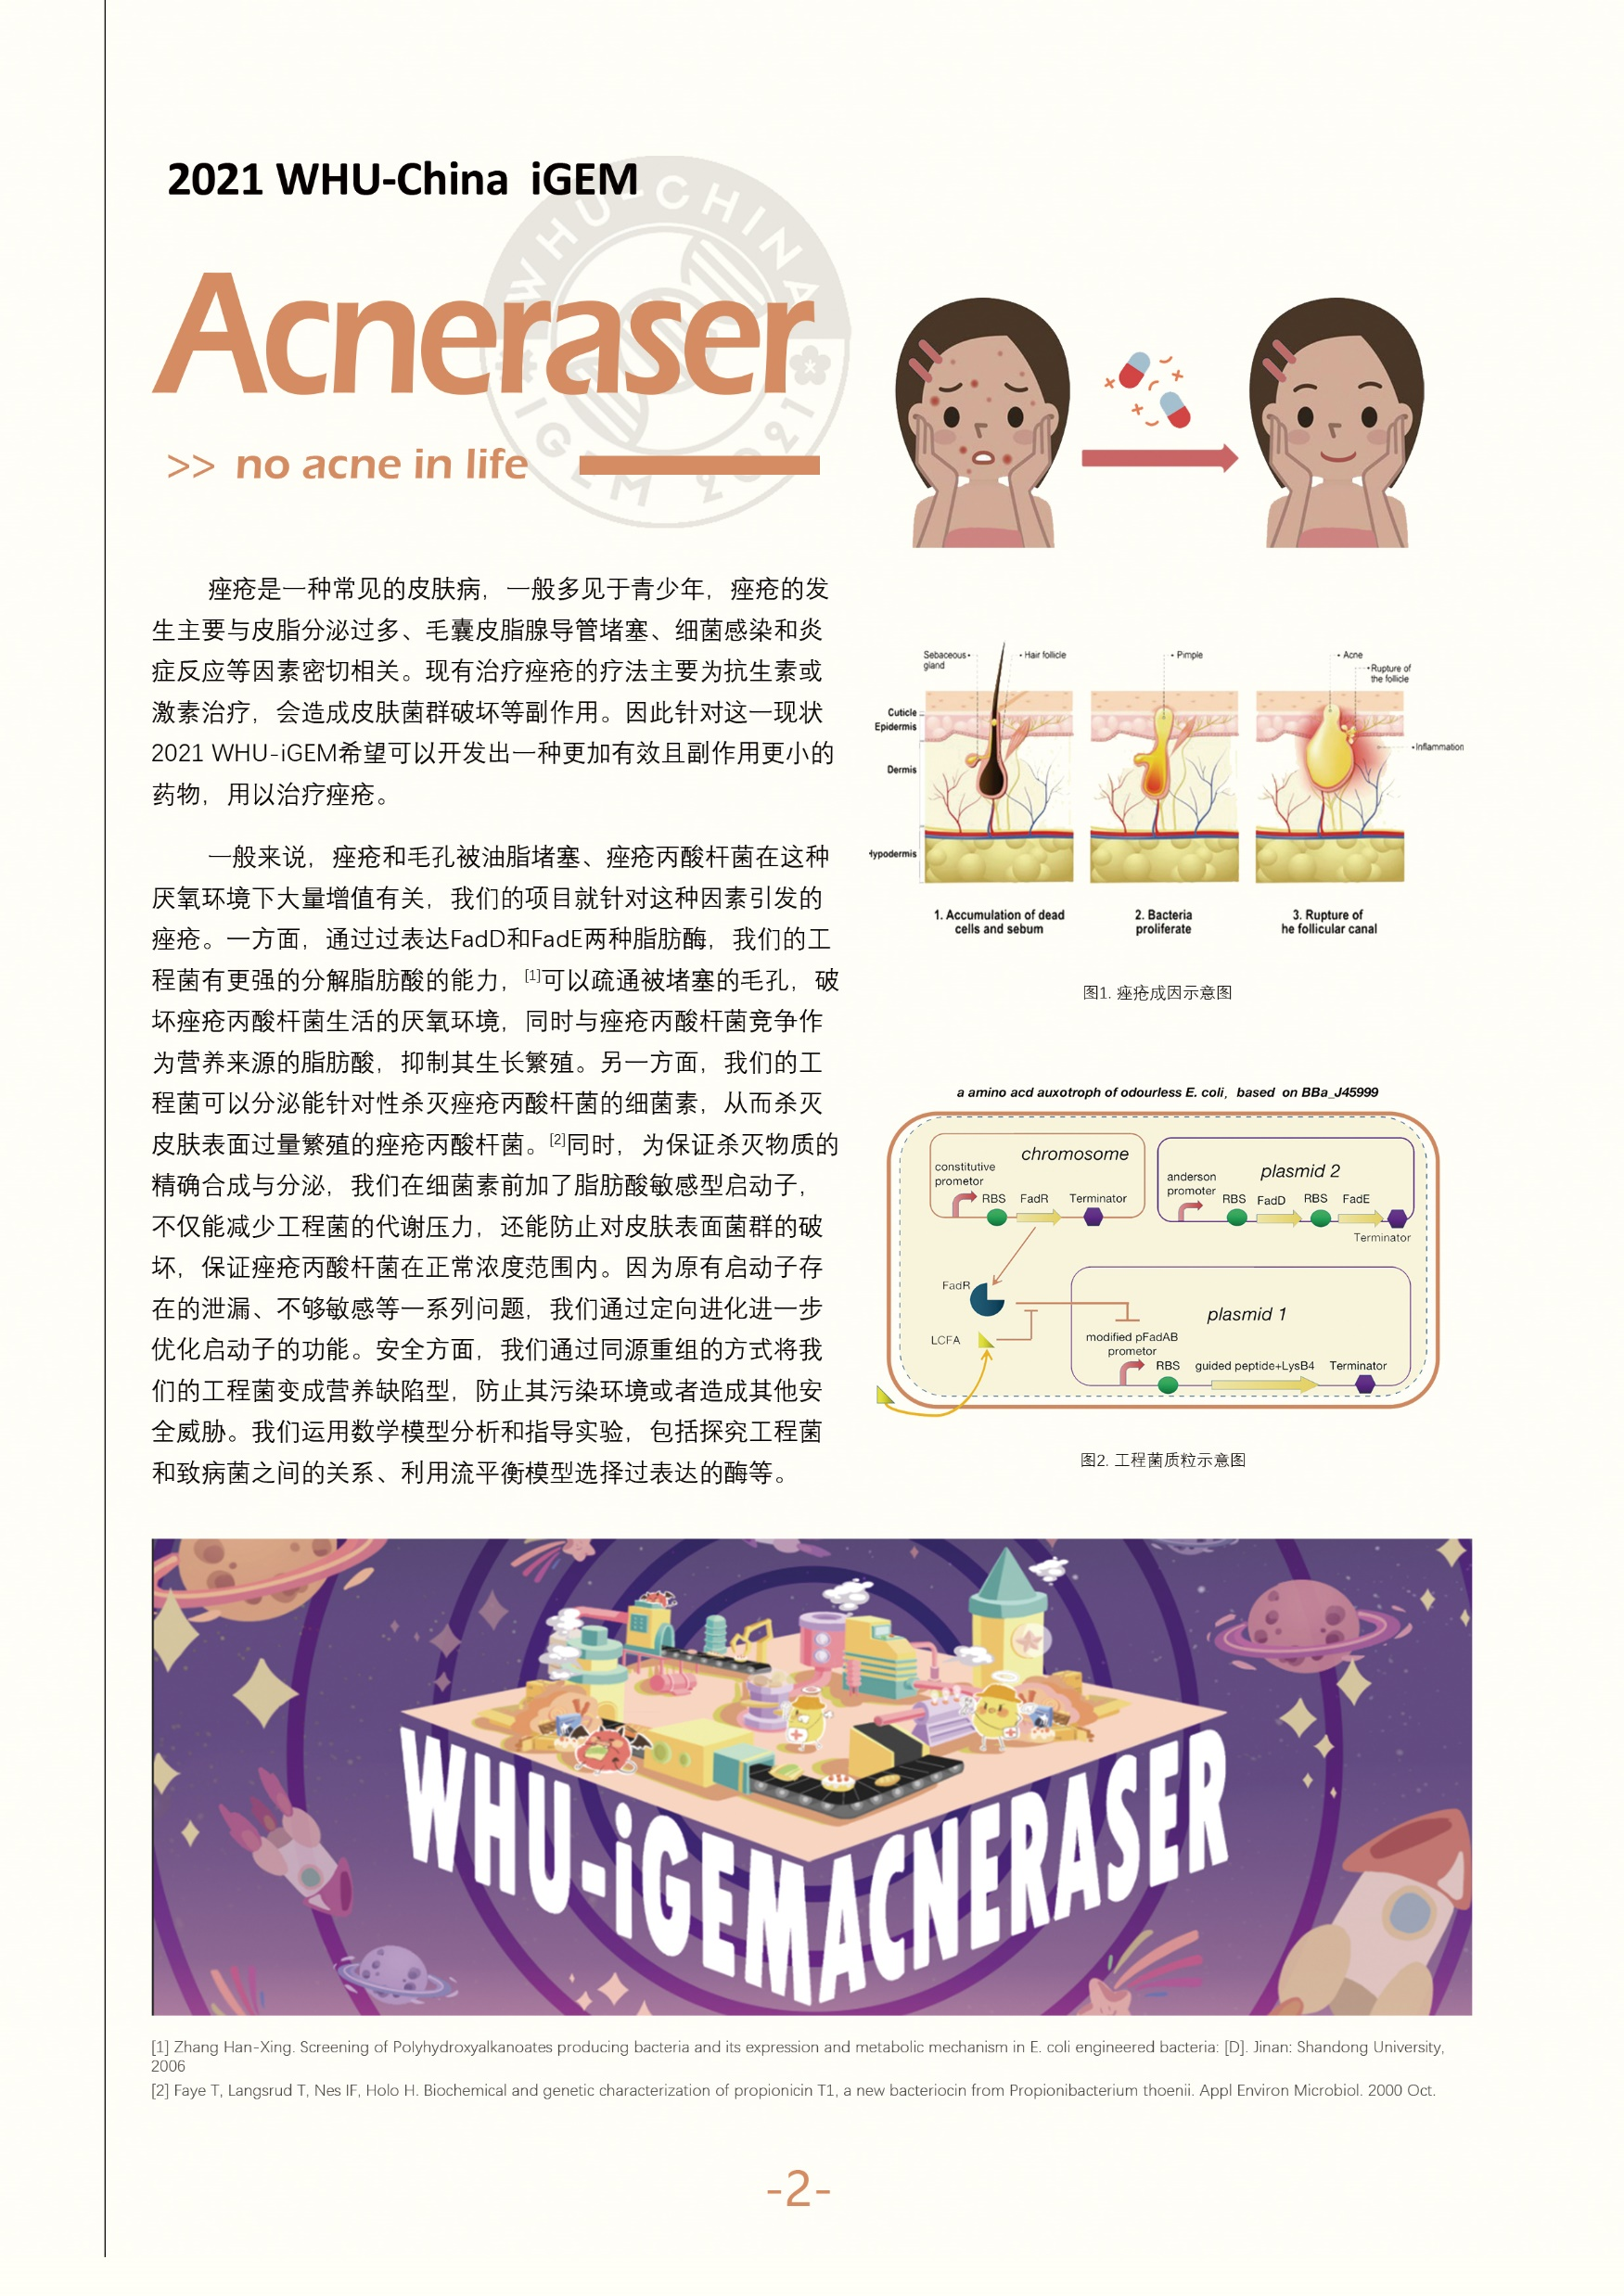 2021 WHU-China  iGEM
WHU-CHINA
IGEM 2021
Acneraser
>> no acne in life
痤疮是一种常见的皮肤病，一般多见于青少年，痤疮的发
生主要与皮脂分泌过多、毛囊皮脂腺导管堵塞、细菌感染和炎
症反应等因素密切相关。现有治疗痤疮的疗法主要为抗生素或
激素治疗，会造成皮肤菌群破坏等副作用。因此针对这一现状
2021 WHU-iGEM希望可以开发出一种更加有效且副作用更小的
药物，用以治疗痤疮。
一般来说，痤疮和毛孔被油脂堵塞、痤疮丙酸杆菌在这种
厌氧环境下大量增值有关，我们的项目就针对这种因素引发的
痤疮。一方面，通过过表达FadD和FadE两种脂肪酶，我们的工
程菌有更强的分解脂肪酸的能力，[1]可以疏通被堵塞的毛孔，破
坏痤疮丙酸杆菌生活的厌氧环境，同时与痤疮丙酸杆菌竞争作
为营养来源的脂肪酸，抑制其生长繁殖。另一方面，我们的工
程菌可以分泌能针对性杀灭痤疮丙酸杆菌的细菌素，从而杀灭
皮肤表面过量繁殖的痤疮丙酸杆菌。[2]同时，为保证杀灭物质的
精确合成与分泌，我们在细菌素前加了脂肪酸敏感型启动子，
不仅能减少工程菌的代谢压力，还能防止对皮肤表面菌群的破
坏，保证痤疮丙酸杆菌在正常浓度范围内。因为原有启动子存
在的泄漏、不够敏感等一系列问题，我们通过定向进化进一步
优化启动子的功能。安全方面，我们通过同源重组的方式将我
们的工程菌变成营养缺陷型，防止其污染环境或者造成其他安
全威胁。我们运用数学模型分析和指导实验，包括探究工程菌
和致病菌之间的关系、利用流平衡模型选择过表达的酶等。
Sebaceous
gland
Hair follicle
Pimple
Acne
Rupture of
the follicle
Cuticle
Epidermis
Inflammation
Dermis
Hypodermis
1. Accumulation of dead
cells and sebum
2. Bacteria
proliferate
3. Rupture of
he follicular canal
图1. 痤疮成因示意图
a amino acd auxotroph of odourless E. coli,  based  on BBa_J45999
chromosome
constitutive
prometor
RBS FadR Terminator
plasmid 2
anderson
promoter
RBS FadD RBS FadE
Terminator
FadR
LCFA
plasmid 1
modified pFadAB
prometor
RBS guided peptide+LysB4 Terminator
图2. 工程菌质粒示意图
WHU-iGEMACNERASER
[1] Zhang Han-Xing. Screening of Polyhydroxyalkanoates producing bacteria and its expression and metabolic mechanism in E. coli engineered bacteria: [D]. Jinan: Shandong University,
2006
[2] Faye T, Langsrud T, Nes IF, Holo H. Biochemical and genetic characterization of propionicin T1, a new bacteriocin from Propionibacterium thoenii. Appl Environ Microbiol. 2000 Oct.
-2-